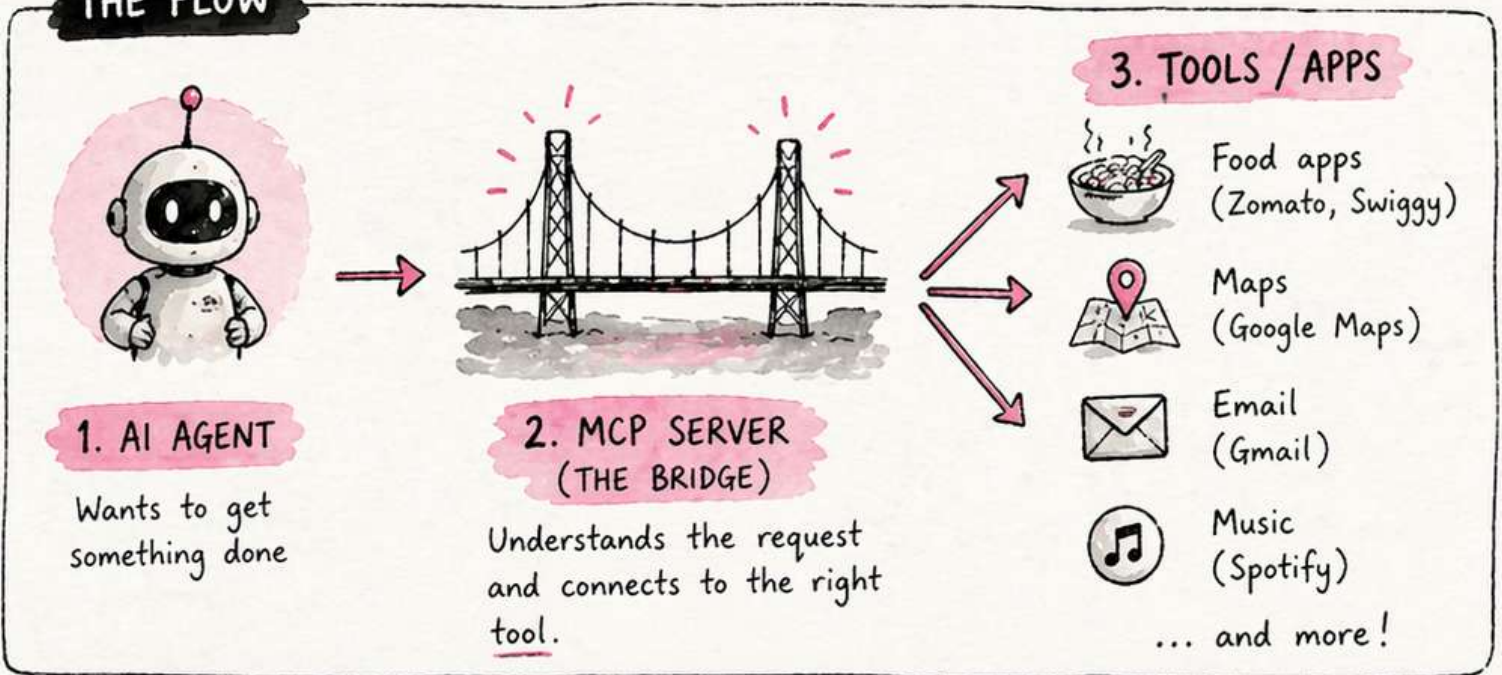 THE FLOW
1. AI AGENT
Wants to get
something done
2. MCP SERVER
(THE BRIDGE)
Understands the request
and connects to the right
tool.
3. TOOLS / APPS
Food apps
(Zomato, Swiggy)
Maps
(Google Maps)
Email
(Gmail)
Music
(Spotify)
... and more!